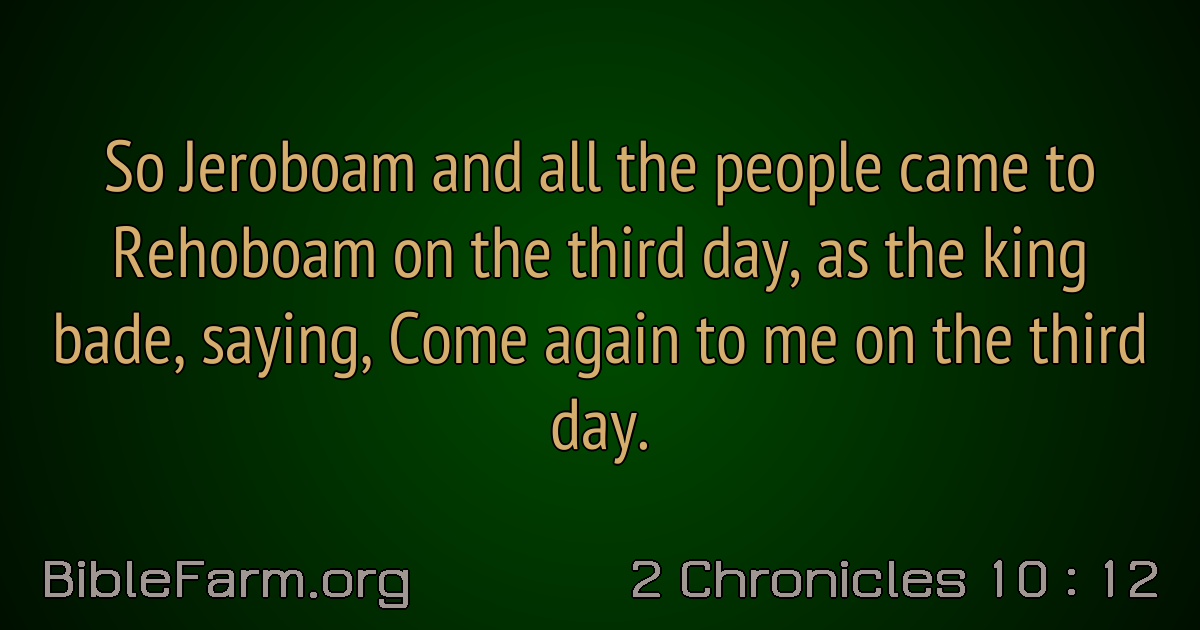 So Jeroboam and all the people came to
Rehoboam on the third day, as the king
bade, saying, Come again to me on the third
day.
BibleFarm.org
2 Chronicles 10 : 12